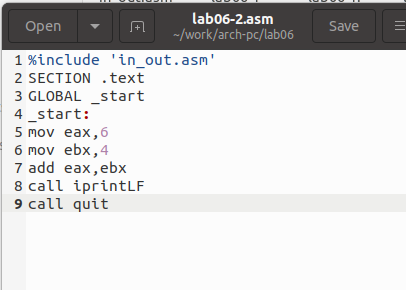 lab06-2.asm
Open
~/work/arch-pc/lab06
Save
1 %include 'in_out.asm'
2 SECTION .text
3 GLOBAL _start
4 _start:
5 mov eax,6
6 mov ebx,4
7 add eax,ebx
8 call iprintLF
9 call quit